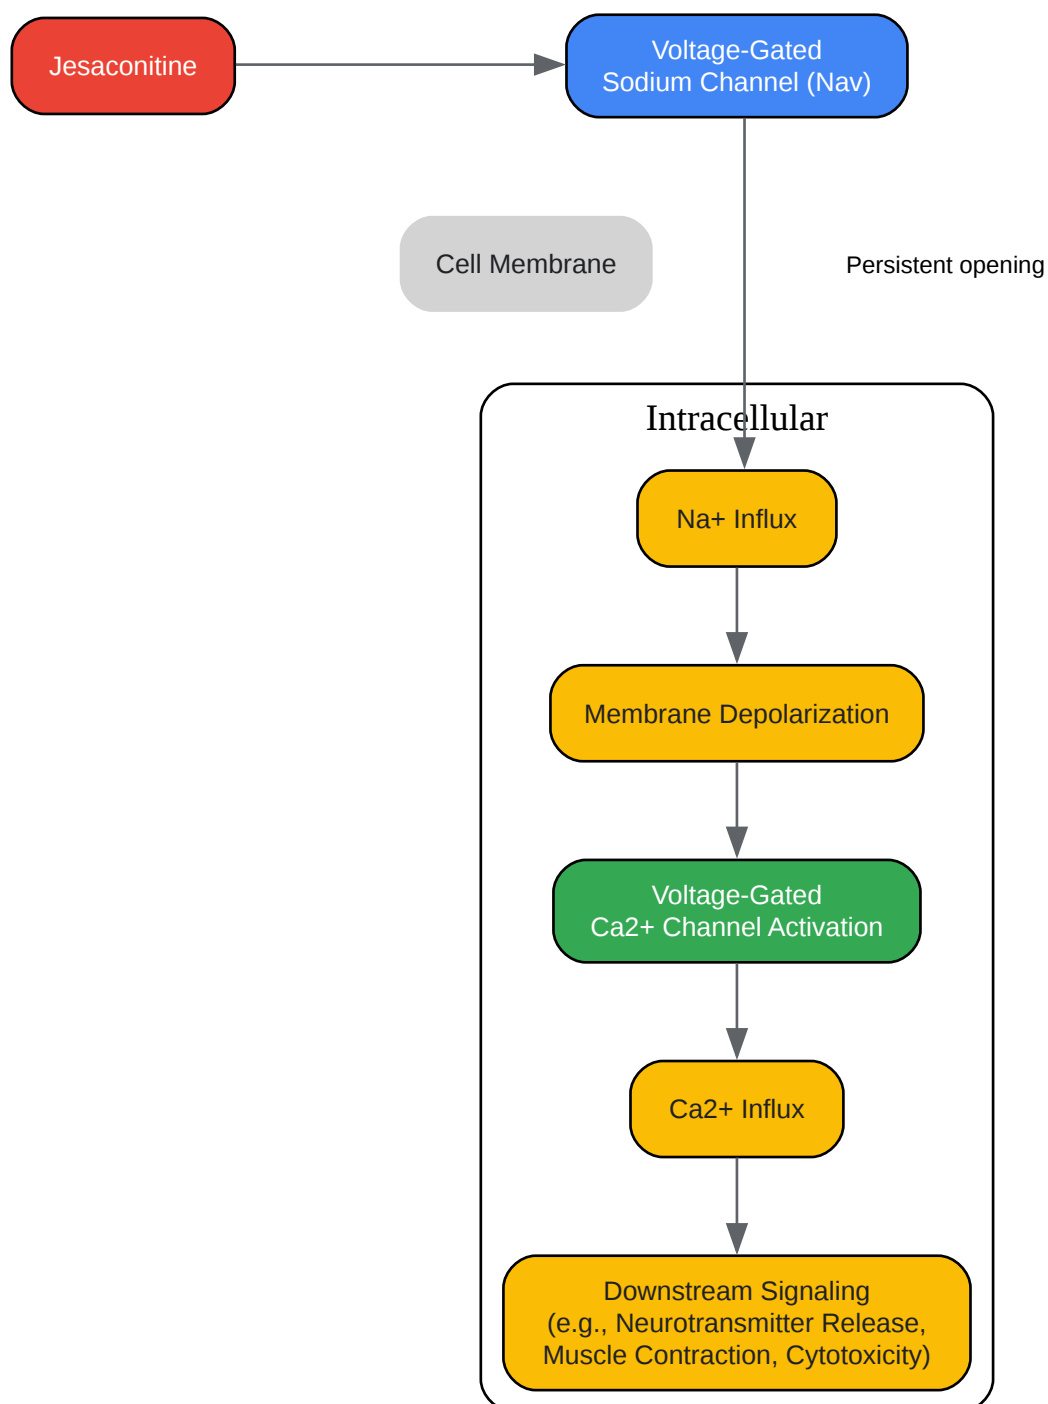 Jesaconitine
Voltage-Gated
Sodium Channel (Nav)
Cell Membrane
Persistent opening
Intracellular
Na+ Influx
Membrane Depolarization
Voltage-Gated
Ca2+ Channel Activation
Ca2+ Influx
Downstream Signaling
(e.g., Neurotransmitter Release,
Muscle Contraction, Cytotoxicity)